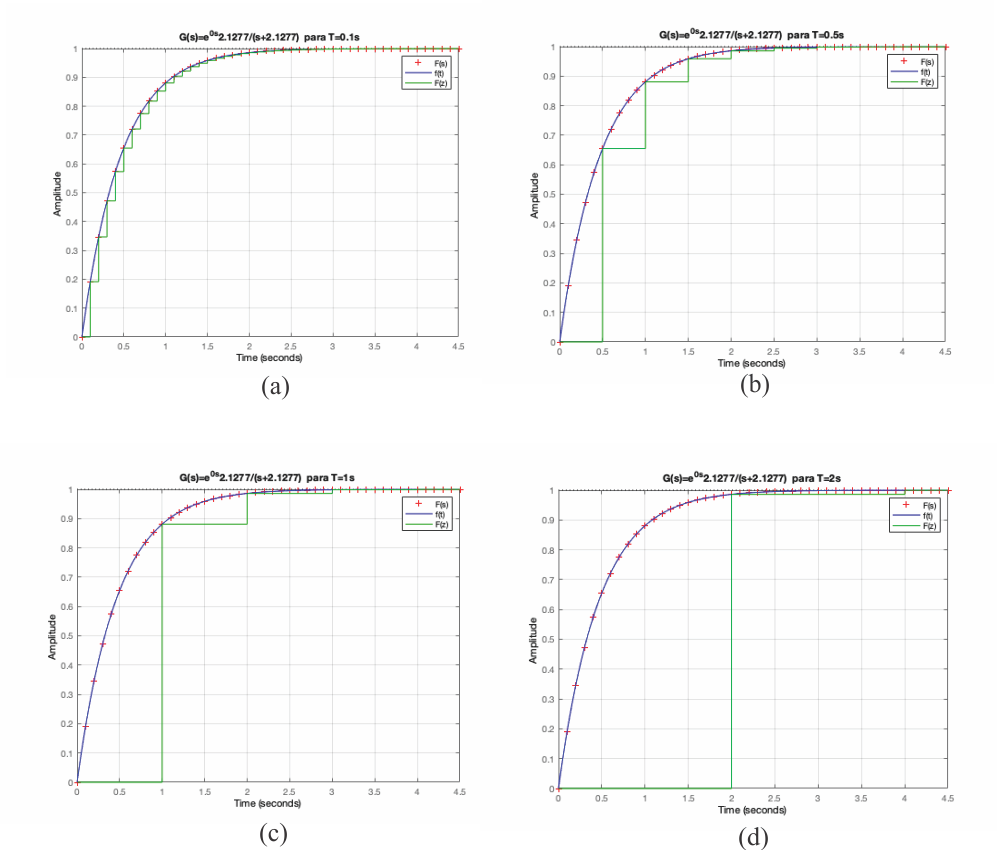 G(s)=e^0s 2.1277/(s+2.1277) para T=0.1s
1
0.9
0.8
0.7
0.6
0.5
0.4
0.3
0.2
0.1
0
Amplitude
F(s)
f(t)
F(z)
0 0.5 1 1.5 2 2.5 3 3.5 4 4.5
Time (seconds)
(a)
G(s)=e^0s 2.1277/(s+2.1277) para T=0.5s
1
0.9
0.8
0.7
0.6
0.5
0.4
0.3
0.2
0.1
0
Amplitude
F(s)
f(t)
F(z)
0 0.5 1 1.5 2 2.5 3 3.5 4 4.5
Time (seconds)
(b)
G(s)=e^0s 2.1277/(s+2.1277) para T=1s
1
0.9
0.8
0.7
0.6
0.5
0.4
0.3
0.2
0.1
0
Amplitude
F(s)
f(t)
F(z)
0 0.5 1 1.5 2 2.5 3 3.5 4 4.5
Time (seconds)
(c)
G(s)=e^0s 2.1277/(s+2.1277) para T=2s
1
0.9
0.8
0.7
0.6
0.5
0.4
0.3
0.2
0.1
0
Amplitude
F(s)
f(t)
F(z)
0 0.5 1 1.5 2 2.5 3 3.5 4 4.5
Time (seconds)
(d)